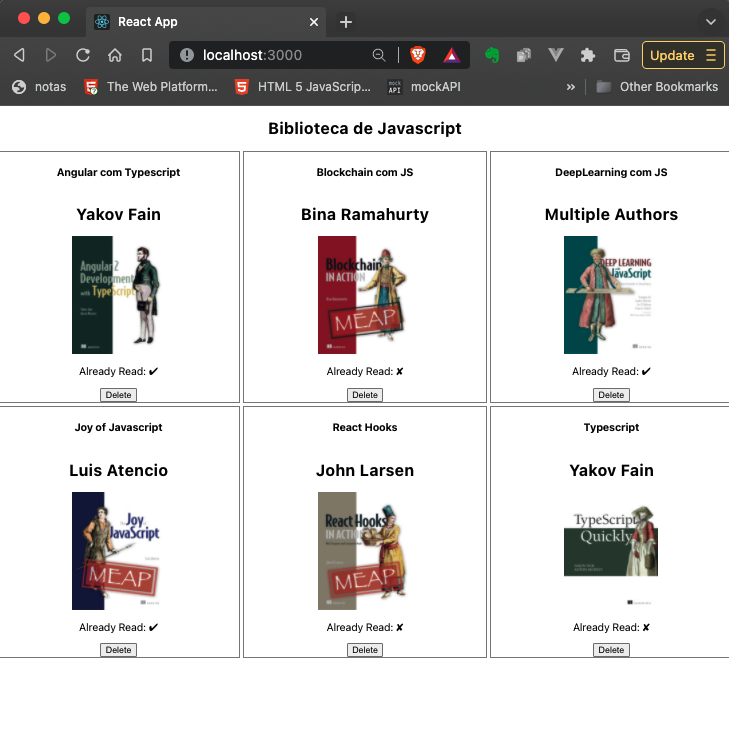 React App
localhost:3000
Update
notas
The Web Platform...
HTML 5 JavaScrip...
mock
API
mockAPI
»
Other Bookmarks
Biblioteca de Javascript
Angular com Typescript
Blockchain com JS
DeepLearning com JS
Yakov Fain
Bina Ramahurty
Multiple Authors
Angular 2
Development
with TypeScript
Blockchain
IN ACTION
MEAP
DEEP LEARNING
JavaScript
Already Read: ✔
Already Read: ✘
Already Read: ✔
Delete
Delete
Delete
Joy of Javascript
React Hooks
Typescript
Luis Atencio
John Larsen
Yakov Fain
Joy
JavaScript
MEAP
React Hooks
IN ACTION
MEAP
TypeScript
Quickly
Already Read: ✔
Already Read: ✘
Already Read: ✘
Delete
Delete
Delete